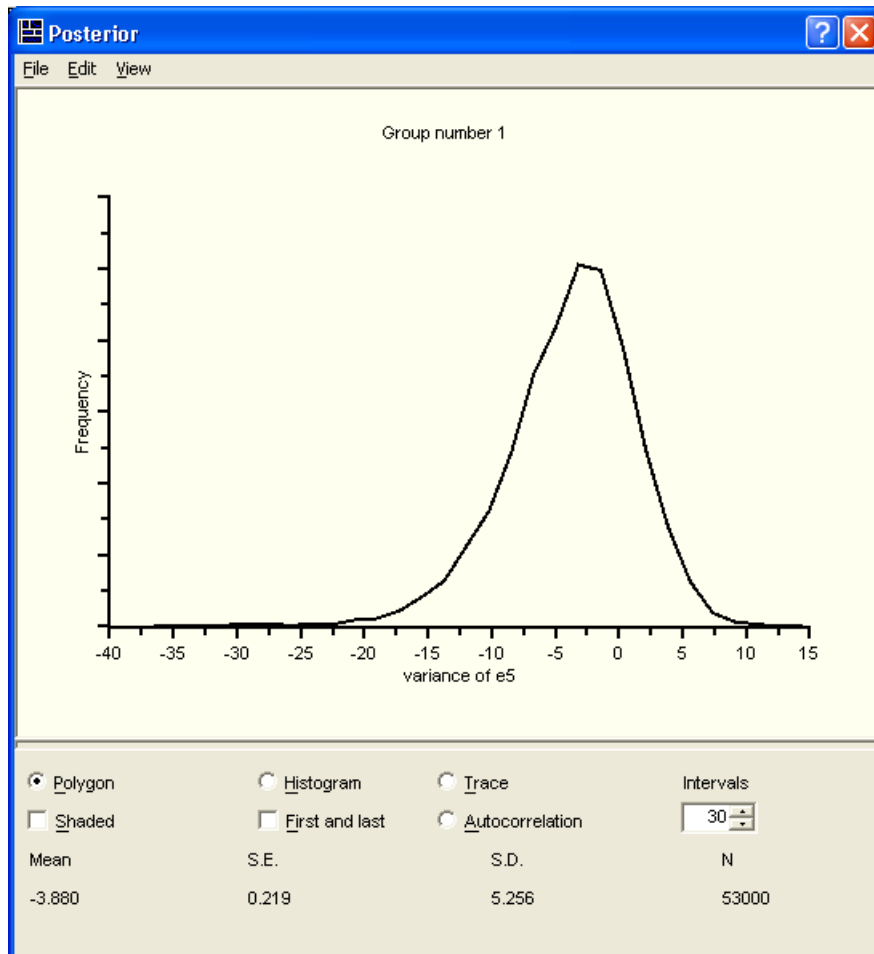 Posterior
File Edit View
Group number 1
Frequency
-40 -35 -30 -25 -20 -15 -10 -5 0 5 10 15
variance of e5
Polygon Histogram Trace Intervals
Shaded First and last Autocorrelation 30
Mean S.E. S.D. N
-3.880 0.219 5.256 53000